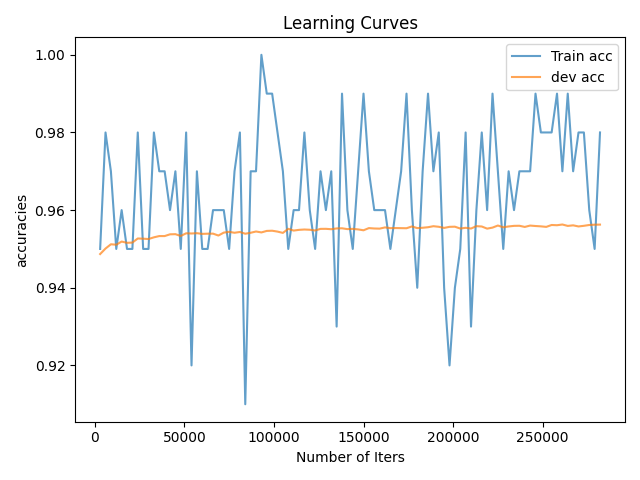 Learning Curves
Train acc
dev acc
accuracies
1.00
0.98
0.96
0.94
0.92
0
50000
100000
150000
200000
250000
Number of Iters